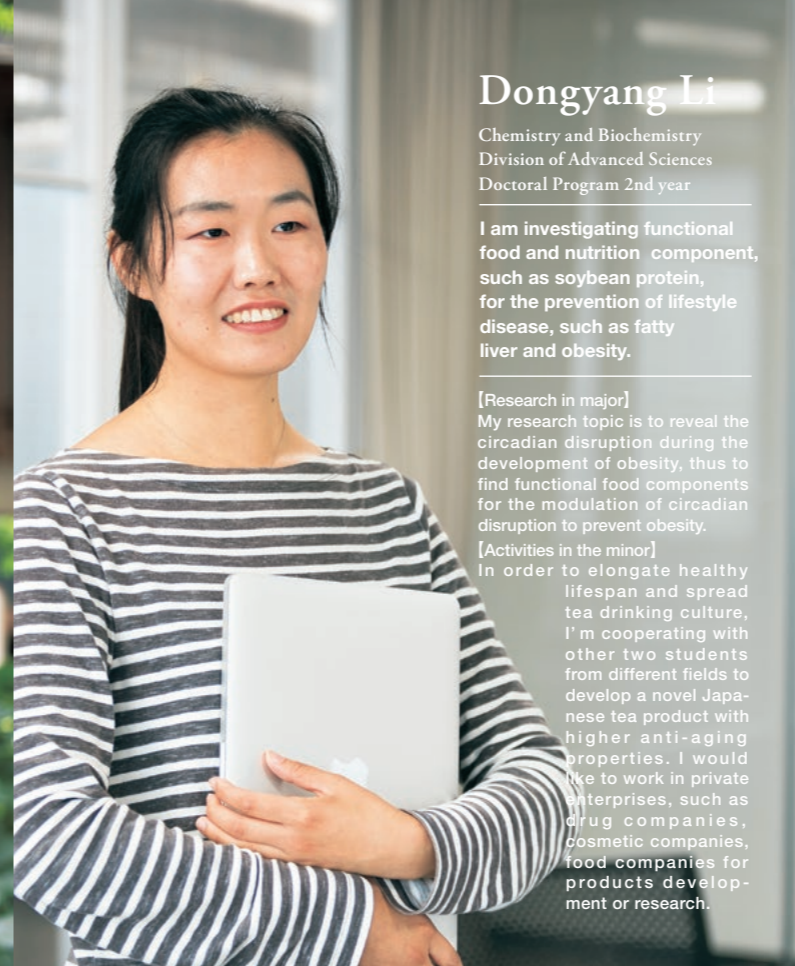 Dongyang Li
Chemistry and Biochemistry
Division of Advanced Sciences
Doctoral Program 2nd year
I am investigating functional
food and nutrition component,
such as soybean protein,
for the prevention of lifestyle
disease, such as fatty
liver and obesity.
【Research in major】
My research topic is to reveal the
circadian disruption during the
development of obesity, thus to
find functional food components
for the modulation of circadian
disruption to prevent obesity.
【Activities in the minor】
In order to elongate healthy
lifespan and spread
tea drinking culture,
I'm cooperating with
other two students
from different fields to
develop a novel Japa-
nese tea product with
higher anti-aging
properties. I would
like to work in private
enterprises, such as
drug companies,
cosmetic companies,
food companies for
products develop-
ment or research.